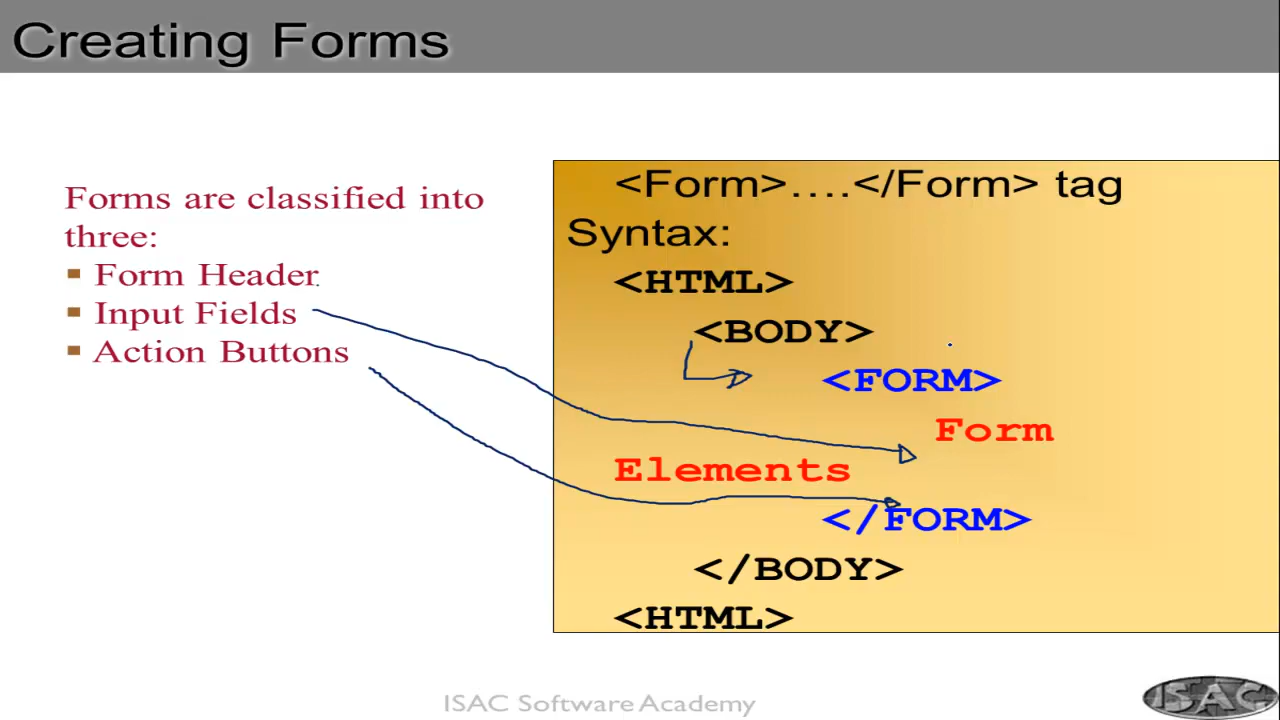 Creating Forms
Forms are classified into
three:
Form Header
Input Fields
Action Buttons
<Form>....</Form> tag
Syntax:
<HTML>
<BODY>
<FORM>
Form
Elements
</FORM>
</BODY>
<HTML>
ISAC Software Academy
ISAC